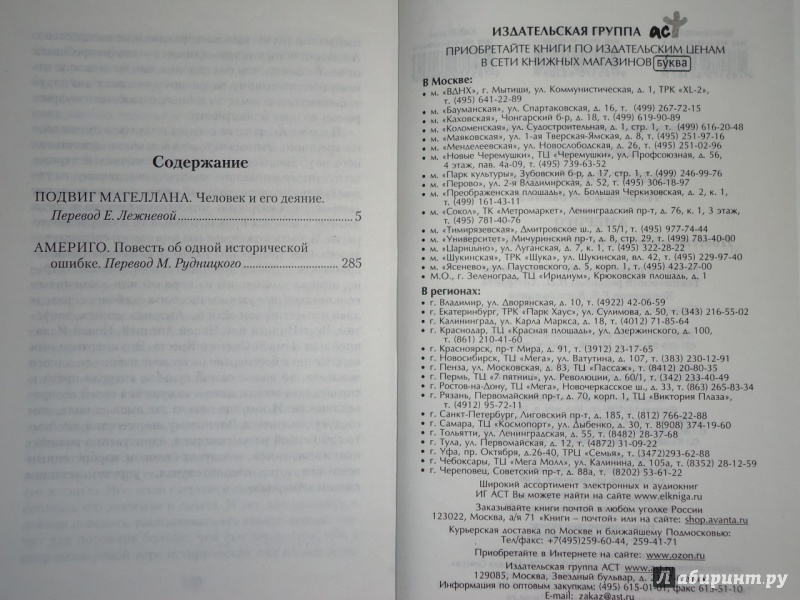 Содержание
ПОДВИГ МАГЕЛЛАНА. Человек и его деяние.
Перевод Е. Лежневой ..... 5
АМЕРИГО. Повесть об одной исторической
ошибке. Перевод М. Рудницкого ..... 285
ИЗДАТЕЛЬСКАЯ ГРУППА АСТ
ПРИОБРЕТАЙТЕ КНИГИ ПО ИЗДАТЕЛЬСКИМ ЦЕНАМ
В СЕТИ КНИЖНЫХ МАГАЗИНОВ буква
В Москве:
• м. «ВДНХ», г. Мытищи, ул. Коммунистическая, д. 1, ТРК «XL-2»,
т. (495) 641-22-89
• м. «Бауманская», ул. Спартаковская, д. 16, т. (499) 267-72-15
• м. «Каховская», Чонгарский б-р, д. 18, т. (499) 619-90-89
• м. «Коломенская», ул. Судостроительная, д. 1, стр. 1, т. (499) 616-20-48
• м. «Маяковская», ул. 1-ая Тверская-Ямская, д. 8, т. (495) 251-97-16
• м. «Менделеевская», ул. Новослободская, д. 26, т. (495) 251-02-96
• м. «Новые Черемушки», ТЦ «Черемушки», ул. Профсоюзная, д. 56,
4 этаж, пав. 4а-09, т. (495) 739-63-52
• м. «Парк культуры», Зубовский б-р, д. 17, стр. 1, т. (499) 246-99-76
• м. «Перово», ул. 2-я Владимирская, д. 52, т. (495) 306-18-97
• м. «Преображенская площадь», ул. Большая Черкизовская, д. 2, к. 1,
т. (499) 161-43-11
• м. «Сокол», ТК «Метромаркет», Ленинградский пр-т, д. 76, к. 1, 3 этаж,
т. (495) 781-40-76
• м. «Тимирязевская», Дмитровское ш., д. 15/1, т. (495) 977-74-44
• м. «Университет», Мичуринский пр-т, д. 8, стр. 29, т. (499) 783-40-00
• м. «Царицыно», ул. Луганская, д. 7, к. 1, т. (495) 322-28-22
• м. «Щукинская», ТРК «Щука», ул. Щукинская, вл. 42, т. (495) 229-97-40
• м. «Ясенево», ул. Паустовского, д. 5, корп. 1, т. (495) 423-27-00
• М.О., г. Зеленоград, ТЦ «Иридиум», Крюковская площадь, д. 1
В регионах:
• г. Владимир, ул. Дворянская, д. 10, т. (4922) 42-06-59
• г. Екатеринбург, ТРК «Парк Хаус», ул. Сулимова, д. 50, т. (343) 216-55-02
• г. Калининград, ул. Карла Маркса, д. 18, т. (4012) 71-85-64
• г. Краснодар, ТЦ «Красная площадь», ул. Дзержинского, д. 100,
т. (861) 210-41-60
• г. Красноярск, пр-т Мира, д. 91, т. (3912) 23-17-65
• г. Новосибирск, ТЦ «Мега», ул. Ватутина, д. 107, т. (383) 230-12-91
• г. Пенза, ул. Московская, д. 83, ТЦ «Пассаж», т. (8412) 20-80-35
• г. Пермь, ТЦ «7 пятниц», ул. Революции, д. 60/1, т. (342) 233-40-49
• г. Ростов-на-Дону, ТЦ «Мега», Новочеркасское ш., д. 33, т. (863) 265-83-34
• г. Рязань, Первомайский пр-т, д. 70, корп. 1, ТЦ «Виктория Плаза»,
т. (4912) 95-72-11
• г. Санкт-Петербург, Лиговский пр-т, д. 185, т. (812) 766-22-88
• г. Самара, ТЦ «Космопорт», ул. Дыбенко, д. 30, т. 8(908) 374-19-60
• г. Тольятти, ул. Ленинградская, д. 55, т. (8482) 28-37-68
• г. Тула, ул. Первомайская, д. 12, т. (4872) 31-09-22
• г. Уфа, пр. Октября, д.26-40, ТРЦ «Семья», т. (3472)293-62-88
• г. Чебоксары, ТЦ «Мега Молл», ул. Калинина, д. 105а, т. (8352) 28-12-59
• г. Череповец, Советский пр-т, д. 88а, т. (8202) 53-61-22
Широкий ассортимент электронных и аудиокниг
ИГ АСТ Вы можете найти на сайте www.elkniga.ru
Заказывайте книги почтой в любом уголке России
123022, Москва, а/я 71 «Книги – почтой» или на сайте: shop.avanta.ru
Курьерская доставка по Москве и ближайшему Подмосковью:
Тел/факс: +7(495)259-60-44, 259-41-71
Приобретайте в Интернете на сайте: www.ozon.ru
Издательская группа АСТ www.
129085, Москва, Звездный бульвар, д.
Информация по оптовым закупкам: (495) 615-01-01, факс 615-51-10
E-mail: zakaz@ast.ru
Лабиринт.ру